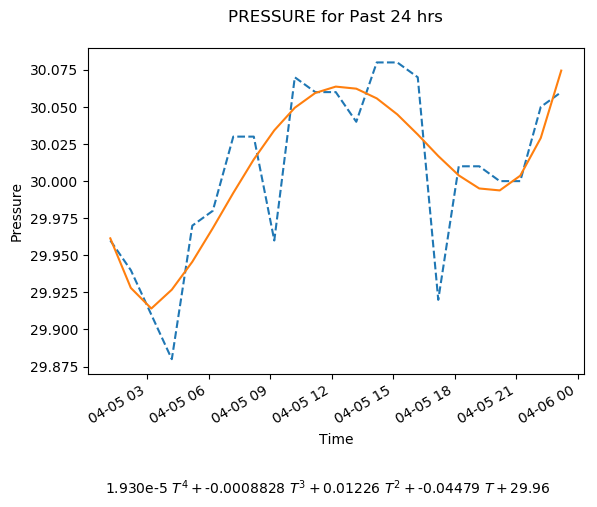 PRESSURE for Past 24 hrs
30.075
30.050
30.025
30.000
29.975
29.950
29.925
29.900
29.875
Pressure
04-05 03 04-05 06 04-05 09 04-05 12 04-05 15 04-05 18 04-05 21 04-06 00
Time
1.930e-5 T⁴ + -0.0008828 T³ + 0.01226 T² + -0.04479 T + 29.96